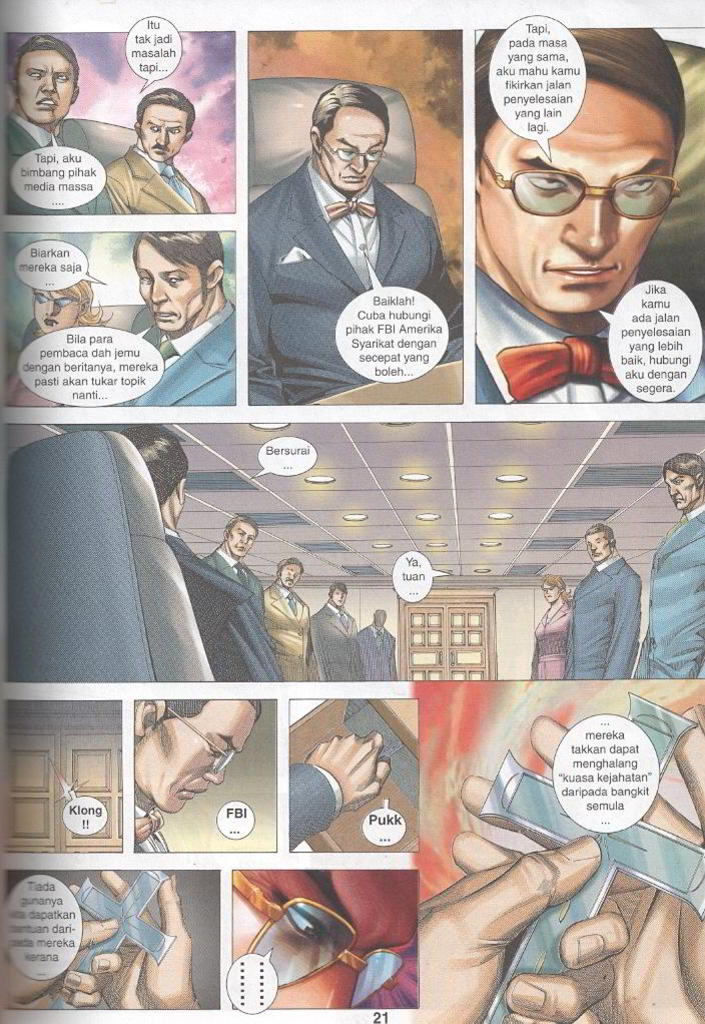 Itu
tak jadi
masalah
tapi...
Tapi, aku
bimbang pihak
media massa
....
Biarkan
mereka saja
...
Bila para
pembaca dah jemu
dengan beritanya, mereka
pasti akan tukar topik
nanti...
Baiklah!
Cuba hubungi
pihak FBI Amerika
Syarikat dengan
secepat yang
boleh...
Tapi,
pada masa
yang sama,
aku mahu kamu
fikirkan jalan
penyelesaian
yang lain
lagi.
Jika
kamu
ada jalan
penyelesaian
yang lebih
baik, hubungi
aku dengan
segera.
Bersurai
...
Ya,
tuan
...
Klong
!!
FBI
...
Pukk
...
Tiada
gunanya
kita dapatkan
bantuan dari-
pada mereka
kerana
...
...
mereka
takkan dapat
menghalang
"kuasa kejahatan"
daripada bangkit
semula
...
21